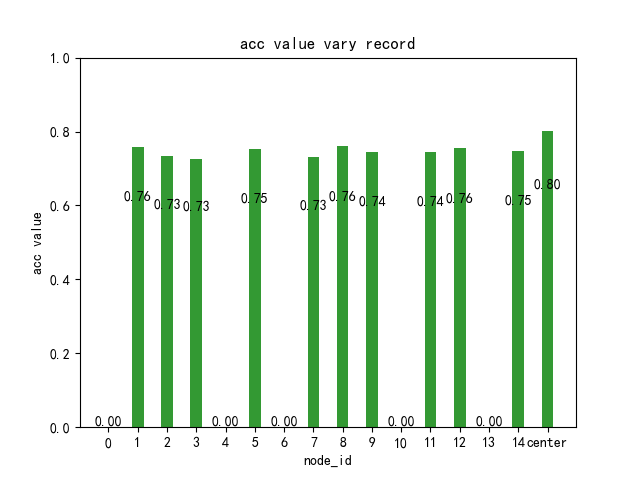 acc value vary record
1.0
0.8
0.6
0.4
0.2
0.0
acc value
0.00 0.76 0.73 0.73 0.00 0.75 0.00 0.73 0.76 0.74 0.00 0.74 0.76 0.00 0.75 0.80
0 1 2 3 4 5 6 7 8 9 10 11 12 13 14 center
node_id